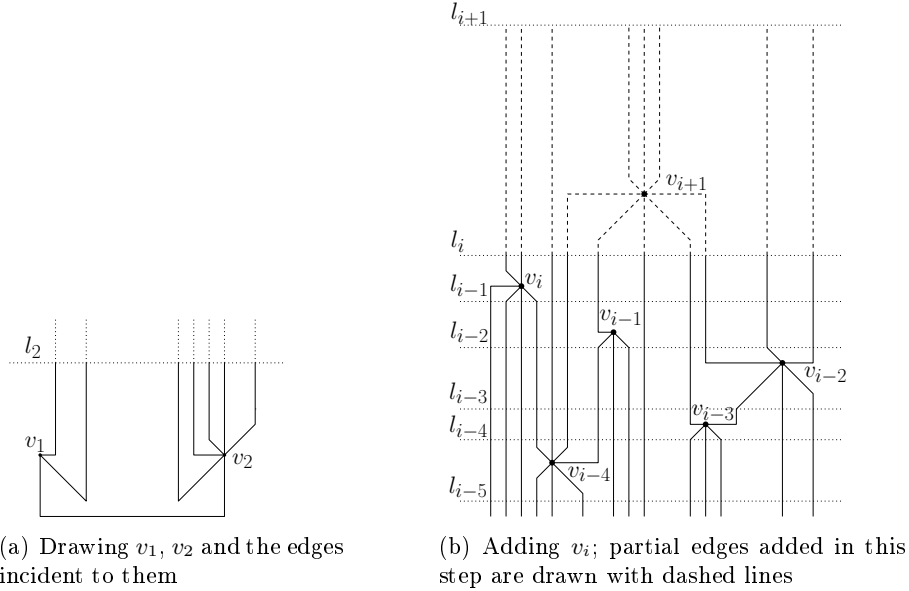 l_{i+1}
v_{i+1}
l_i
v_i
l_{i−1}
v_{i−1}
l_{i−2}
l_2
v_{i−2}
l_{i−3}
v_{i−3}
l_{i−4}
v_1
v_2
v_{i−4}
l_{i−5}
(a) Drawing v_1, v_2 and the edges
incident to them
(b) Adding v_i; partial edges added in this
step are drawn with dashed lines